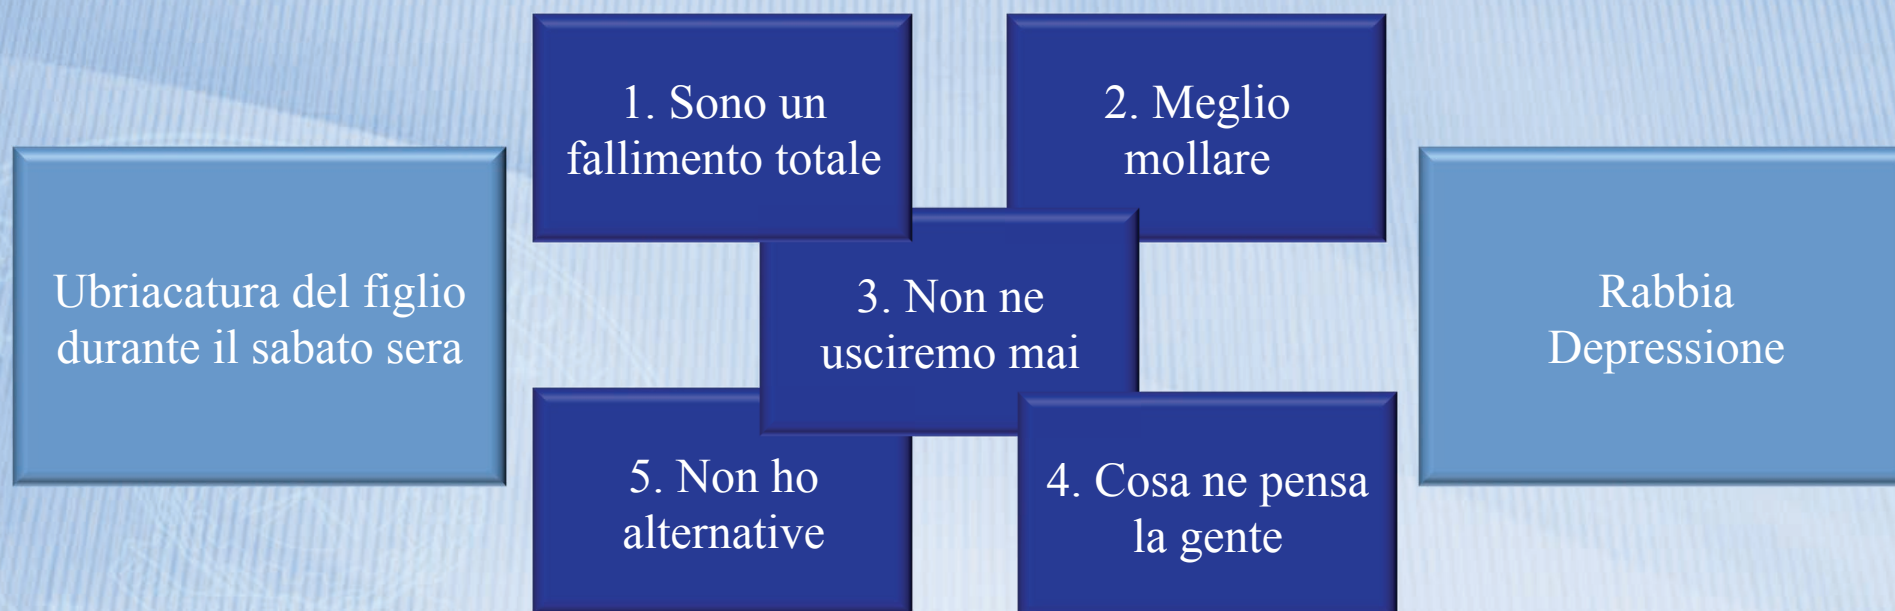 Ubriacatura del figlio
durante il sabato sera
1. Sono un
fallimento totale
2. Meglio
mollare
3. Non ne
usciremo mai
4. Cosa ne pensa
la gente
5. Non ho
alternative
Rabbia
Depressione